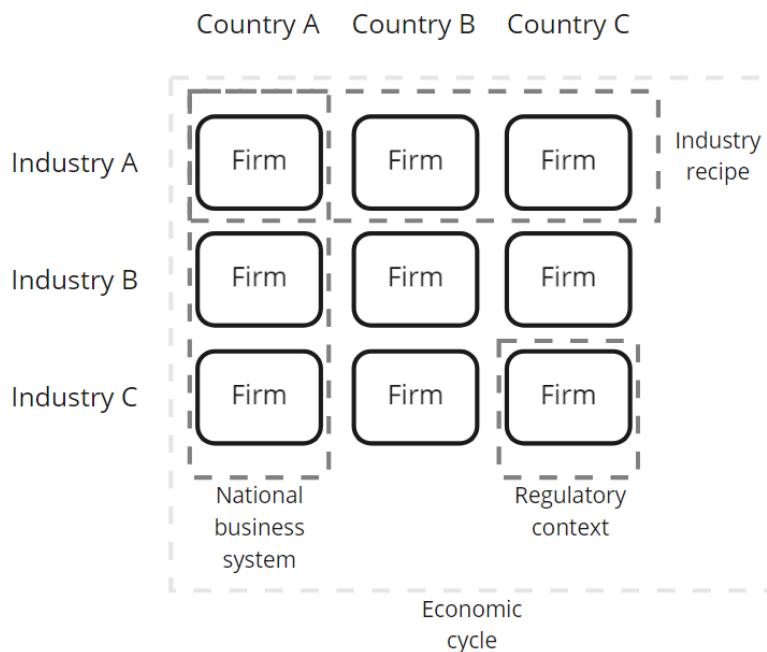 Country A Country B Country C
Industry A Firm Firm Firm Industry
recipe
Industry B Firm Firm Firm
Industry C Firm Firm Firm
National
business
system
Regulatory
context
Economic
cycle